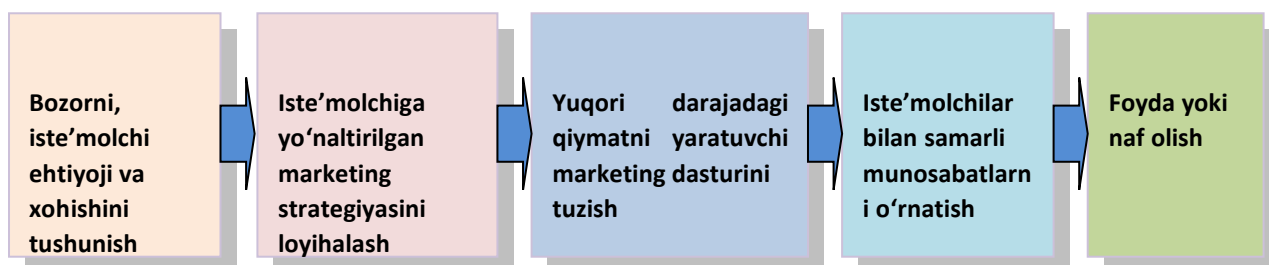 Bozorni,
iste’molchi
ehtiyoji va
xohishini
tushunish
Iste’molchiga
yo‘naltirilgan
marketing
strategiyasini
loyihalash
Yuqori darajadagi
qiymatni yaratuvchi
marketing dasturini
tuzish
Iste’molchilar
bilan samarli
munosabatlarn
i o‘rnatish
Foyda yoki
naf olish